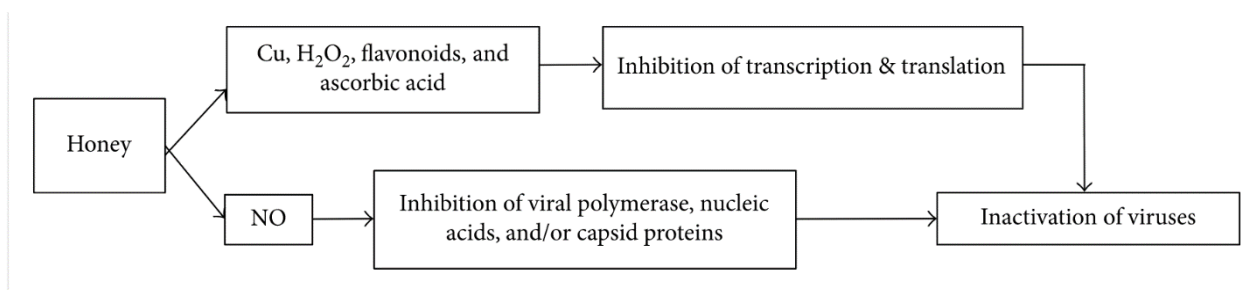 Cu, H₂O₂, flavonoids, and
ascorbic acid
Inhibition of transcription & translation
Honey
NO
Inhibition of viral polymerase, nucleic
acids, and/or capsid proteins
Inactivation of viruses